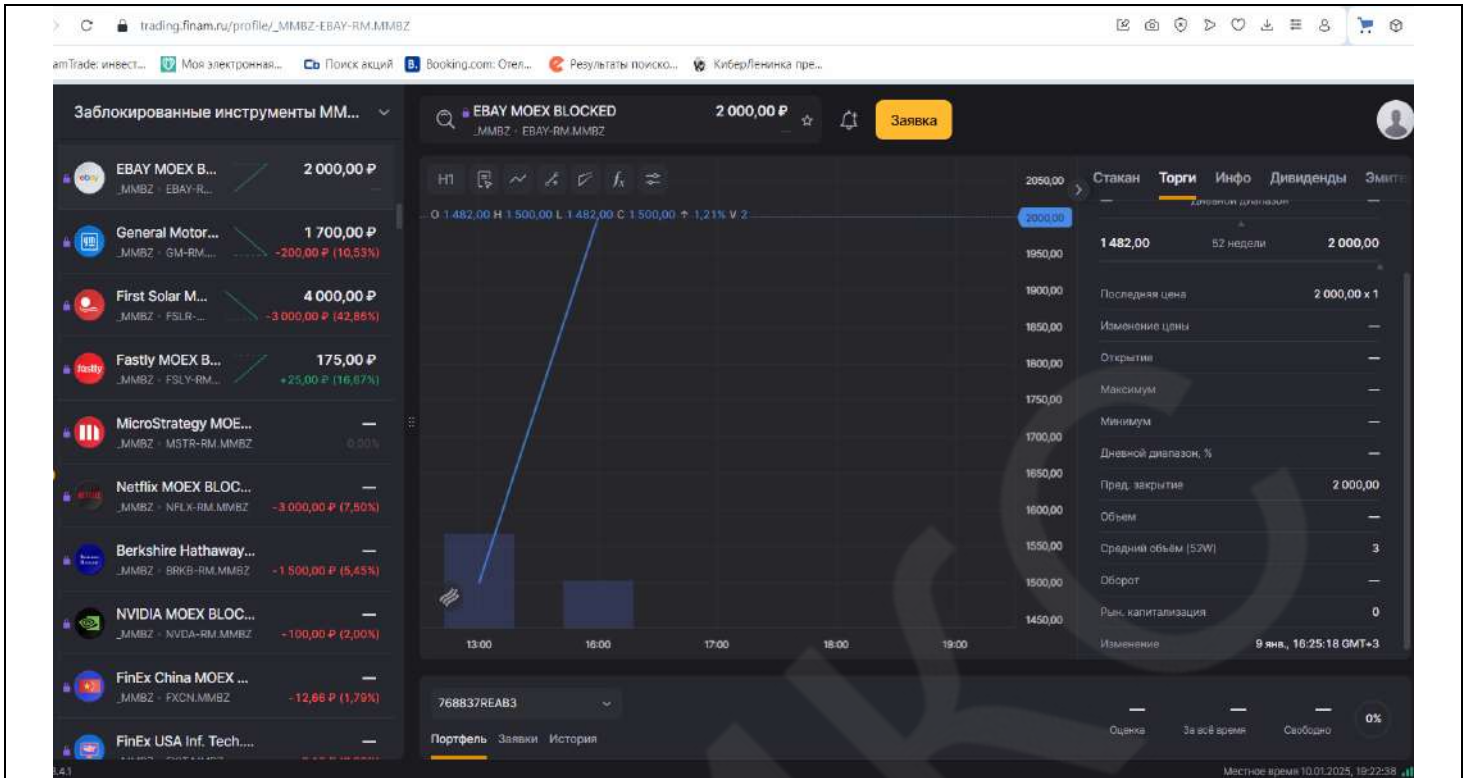 trading.finam.ru/profile/_MMBZ-EBAY-RM.MMBZ
amTrade: инвест... Моя электронная... Сb Поиск акций B. Booking.com: Отел... Результаты поиско... КиберЛенинка пре...
Заблокированные инструменты ММ...
EBAY MOEX B... 2 000,00 ₽
_MMBZ · EBAY-R... —
General Motor... 1 700,00 ₽
_MMBZ · GM-RM.... -200,00 ₽ (10,53%)
First Solar M... 4 000,00 ₽
_MMBZ · FSLR-... -3 000,00 ₽ (42,86%)
fastly
Fastly MOEX B... 175,00 ₽
_MMBZ · FSLY-RM... +25,00 ₽ (16,67%)
MicroStrategy MOE... —
_MMBZ · MSTR-RM.MMBZ 0,00%
Netflix MOEX BLOC... —
_MMBZ · NFLX-RM.MMBZ -3 000,00 ₽ (7,50%)
Berkshire Hathaway... —
_MMBZ · BRKB-RM.MMBZ -1 500,00 ₽ (5,45%)
NVIDIA MOEX BLOC... —
_MMBZ · NVDA-RM.MMBZ -100,00 ₽ (2,00%)
FinEx China MOEX ... —
_MMBZ · FXCN.MMBZ -12,66 ₽ (1,79%)
FinEx USA Inf. Tech.... —
EBAY MOEX BLOCKED 2 000,00 ₽
_MMBZ · EBAY-RM.MMBZ —
Заявка
H1 fx
O 1 482,00 H 1 500,00 L 1 482,00 C 1 500,00 ↑ 1,21% V 2
2050,00
2000,00
1950,00
1900,00
1850,00
1800,00
1750,00
1700,00
1650,00
1600,00
1550,00
1500,00
1450,00
13:00 16:00 17:00 18:00 19:00
Стакан Торги Инфо Дивиденды Эмите
— Дневной диапазон —
1 482,00 52 недели 2 000,00
Последняя цена 2 000,00 x 1
Изменение цены —
Открытие —
Максимум —
Минимум —
Дневной диапазон, % —
Пред. закрытие 2 000,00
Объем —
Средний объём (52W) 3
Оборот —
Рын. капитализация 0
Изменение 9 янв., 16:25:18 GMT+3
768837REAB3
Портфель Заявки История
— — — 0%
Оценка За всё время Свободно
Местное время 10.01.2025, 19:22:38